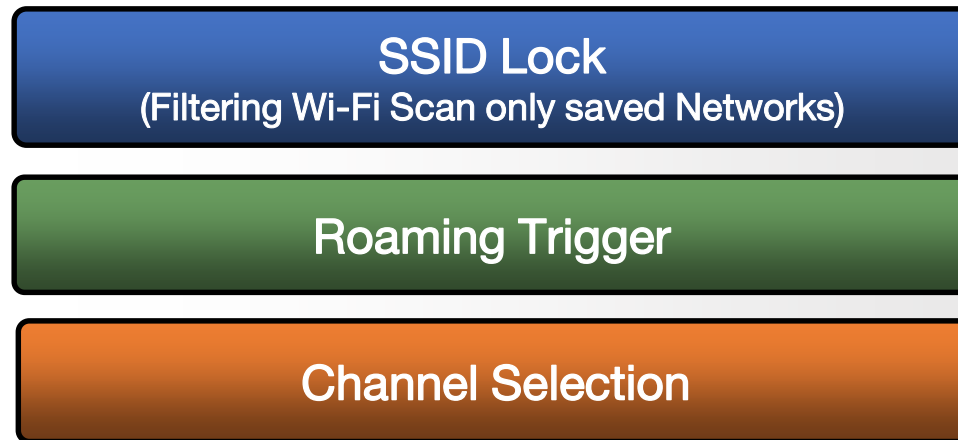 SSID Lock
(Filtering Wi-Fi Scan only saved Networks)
Roaming Trigger
Channel Selection